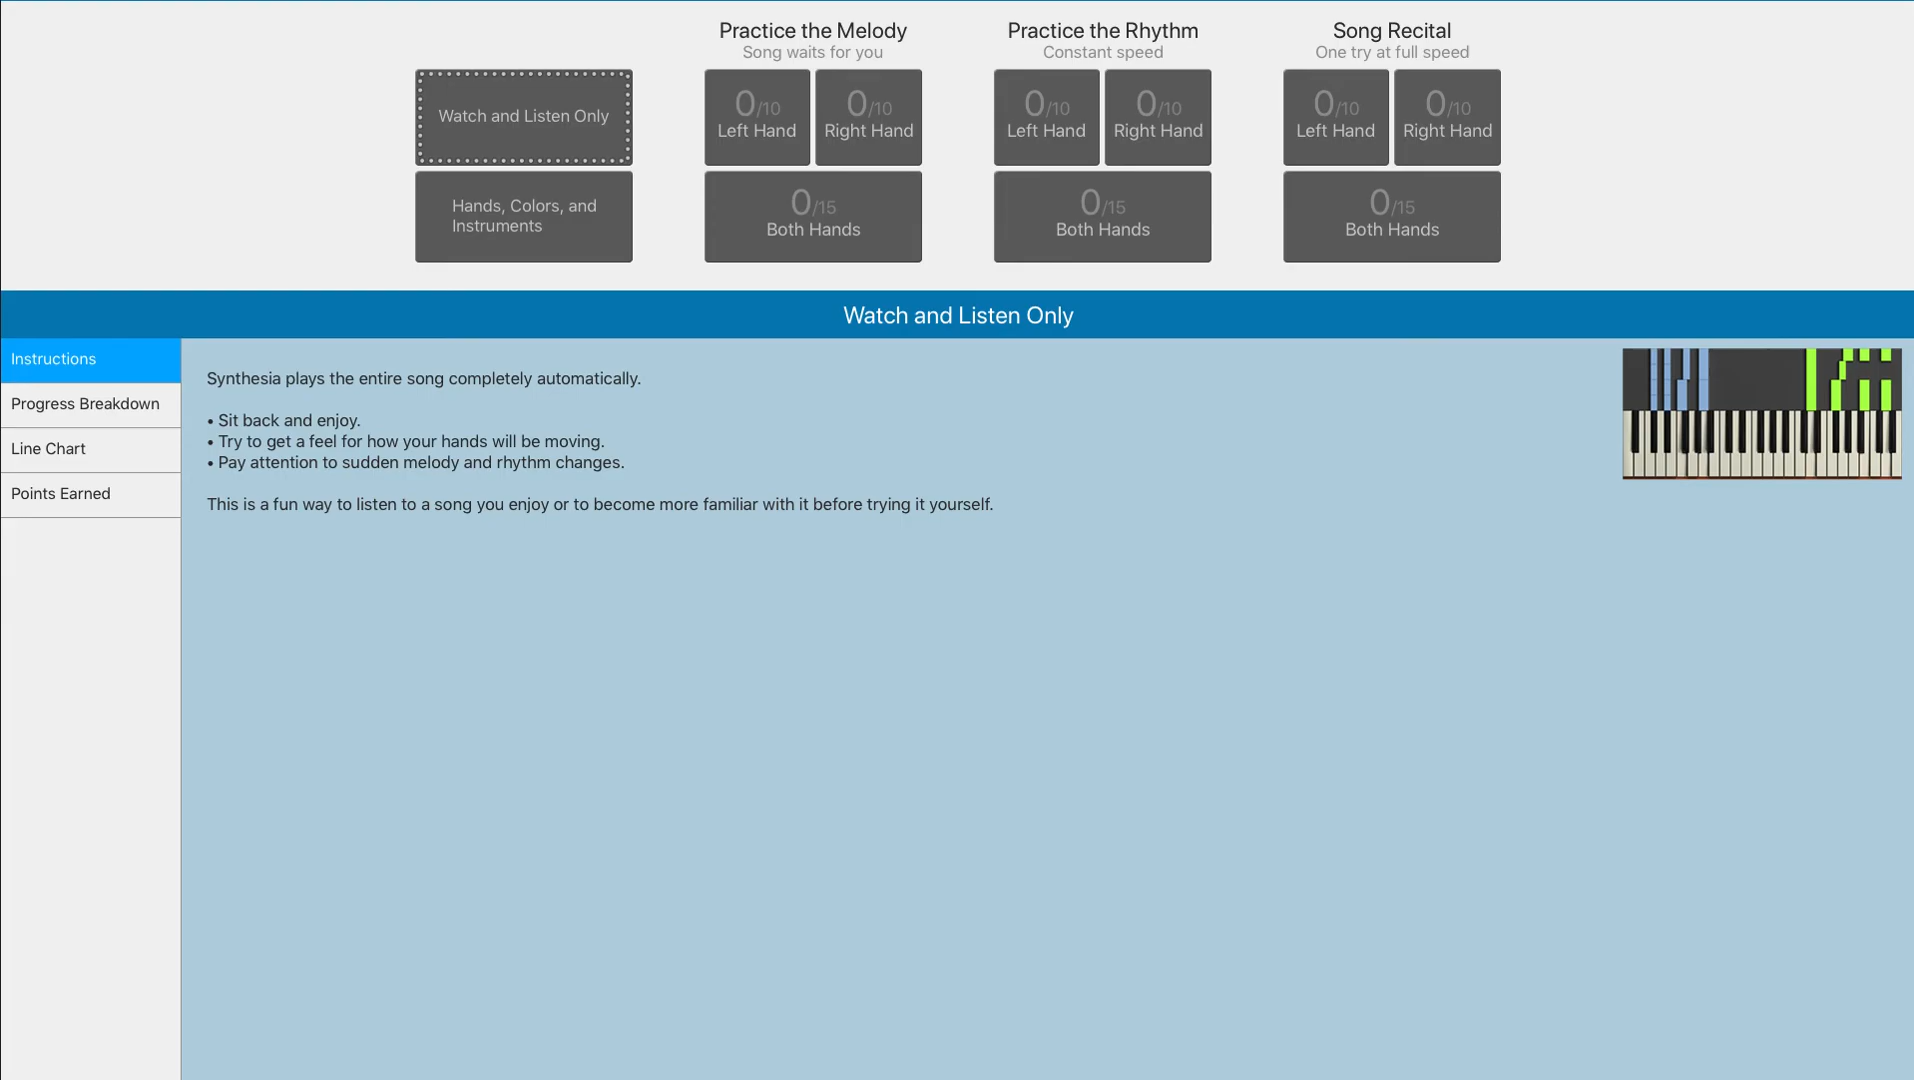 Practice the Melody
Song waits for you
Practice the Rhythm
Constant speed
Song Recital
One try at full speed
Watch and Listen Only
0/10
Left Hand
0/10
Right Hand
0/10
Left Hand
0/10
Right Hand
0/10
Left Hand
0/10
Right Hand
Hands, Colors, and
Instruments
0/15
Both Hands
0/15
Both Hands
0/15
Both Hands
Watch and Listen Only
Instructions
Progress Breakdown
Line Chart
Points Earned
Synthesia plays the entire song completely automatically.
• Sit back and enjoy.
• Try to get a feel for how your hands will be moving.
• Pay attention to sudden melody and rhythm changes.
This is a fun way to listen to a song you enjoy or to become more familiar with it before trying it yourself.